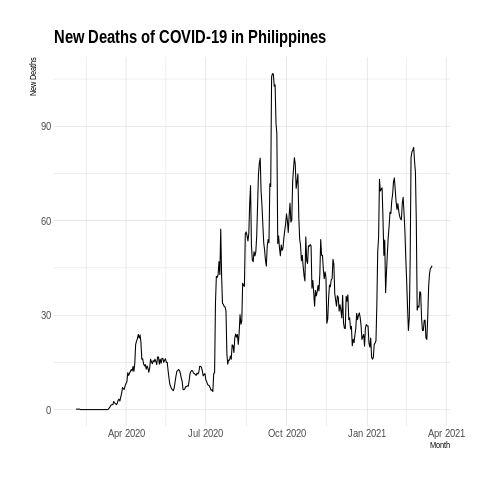 New Deaths of COVID-19 in Philippines
New Deaths
90
60
30
0
Apr 2020 Jul 2020 Oct 2020 Jan 2021 Apr 2021
Month